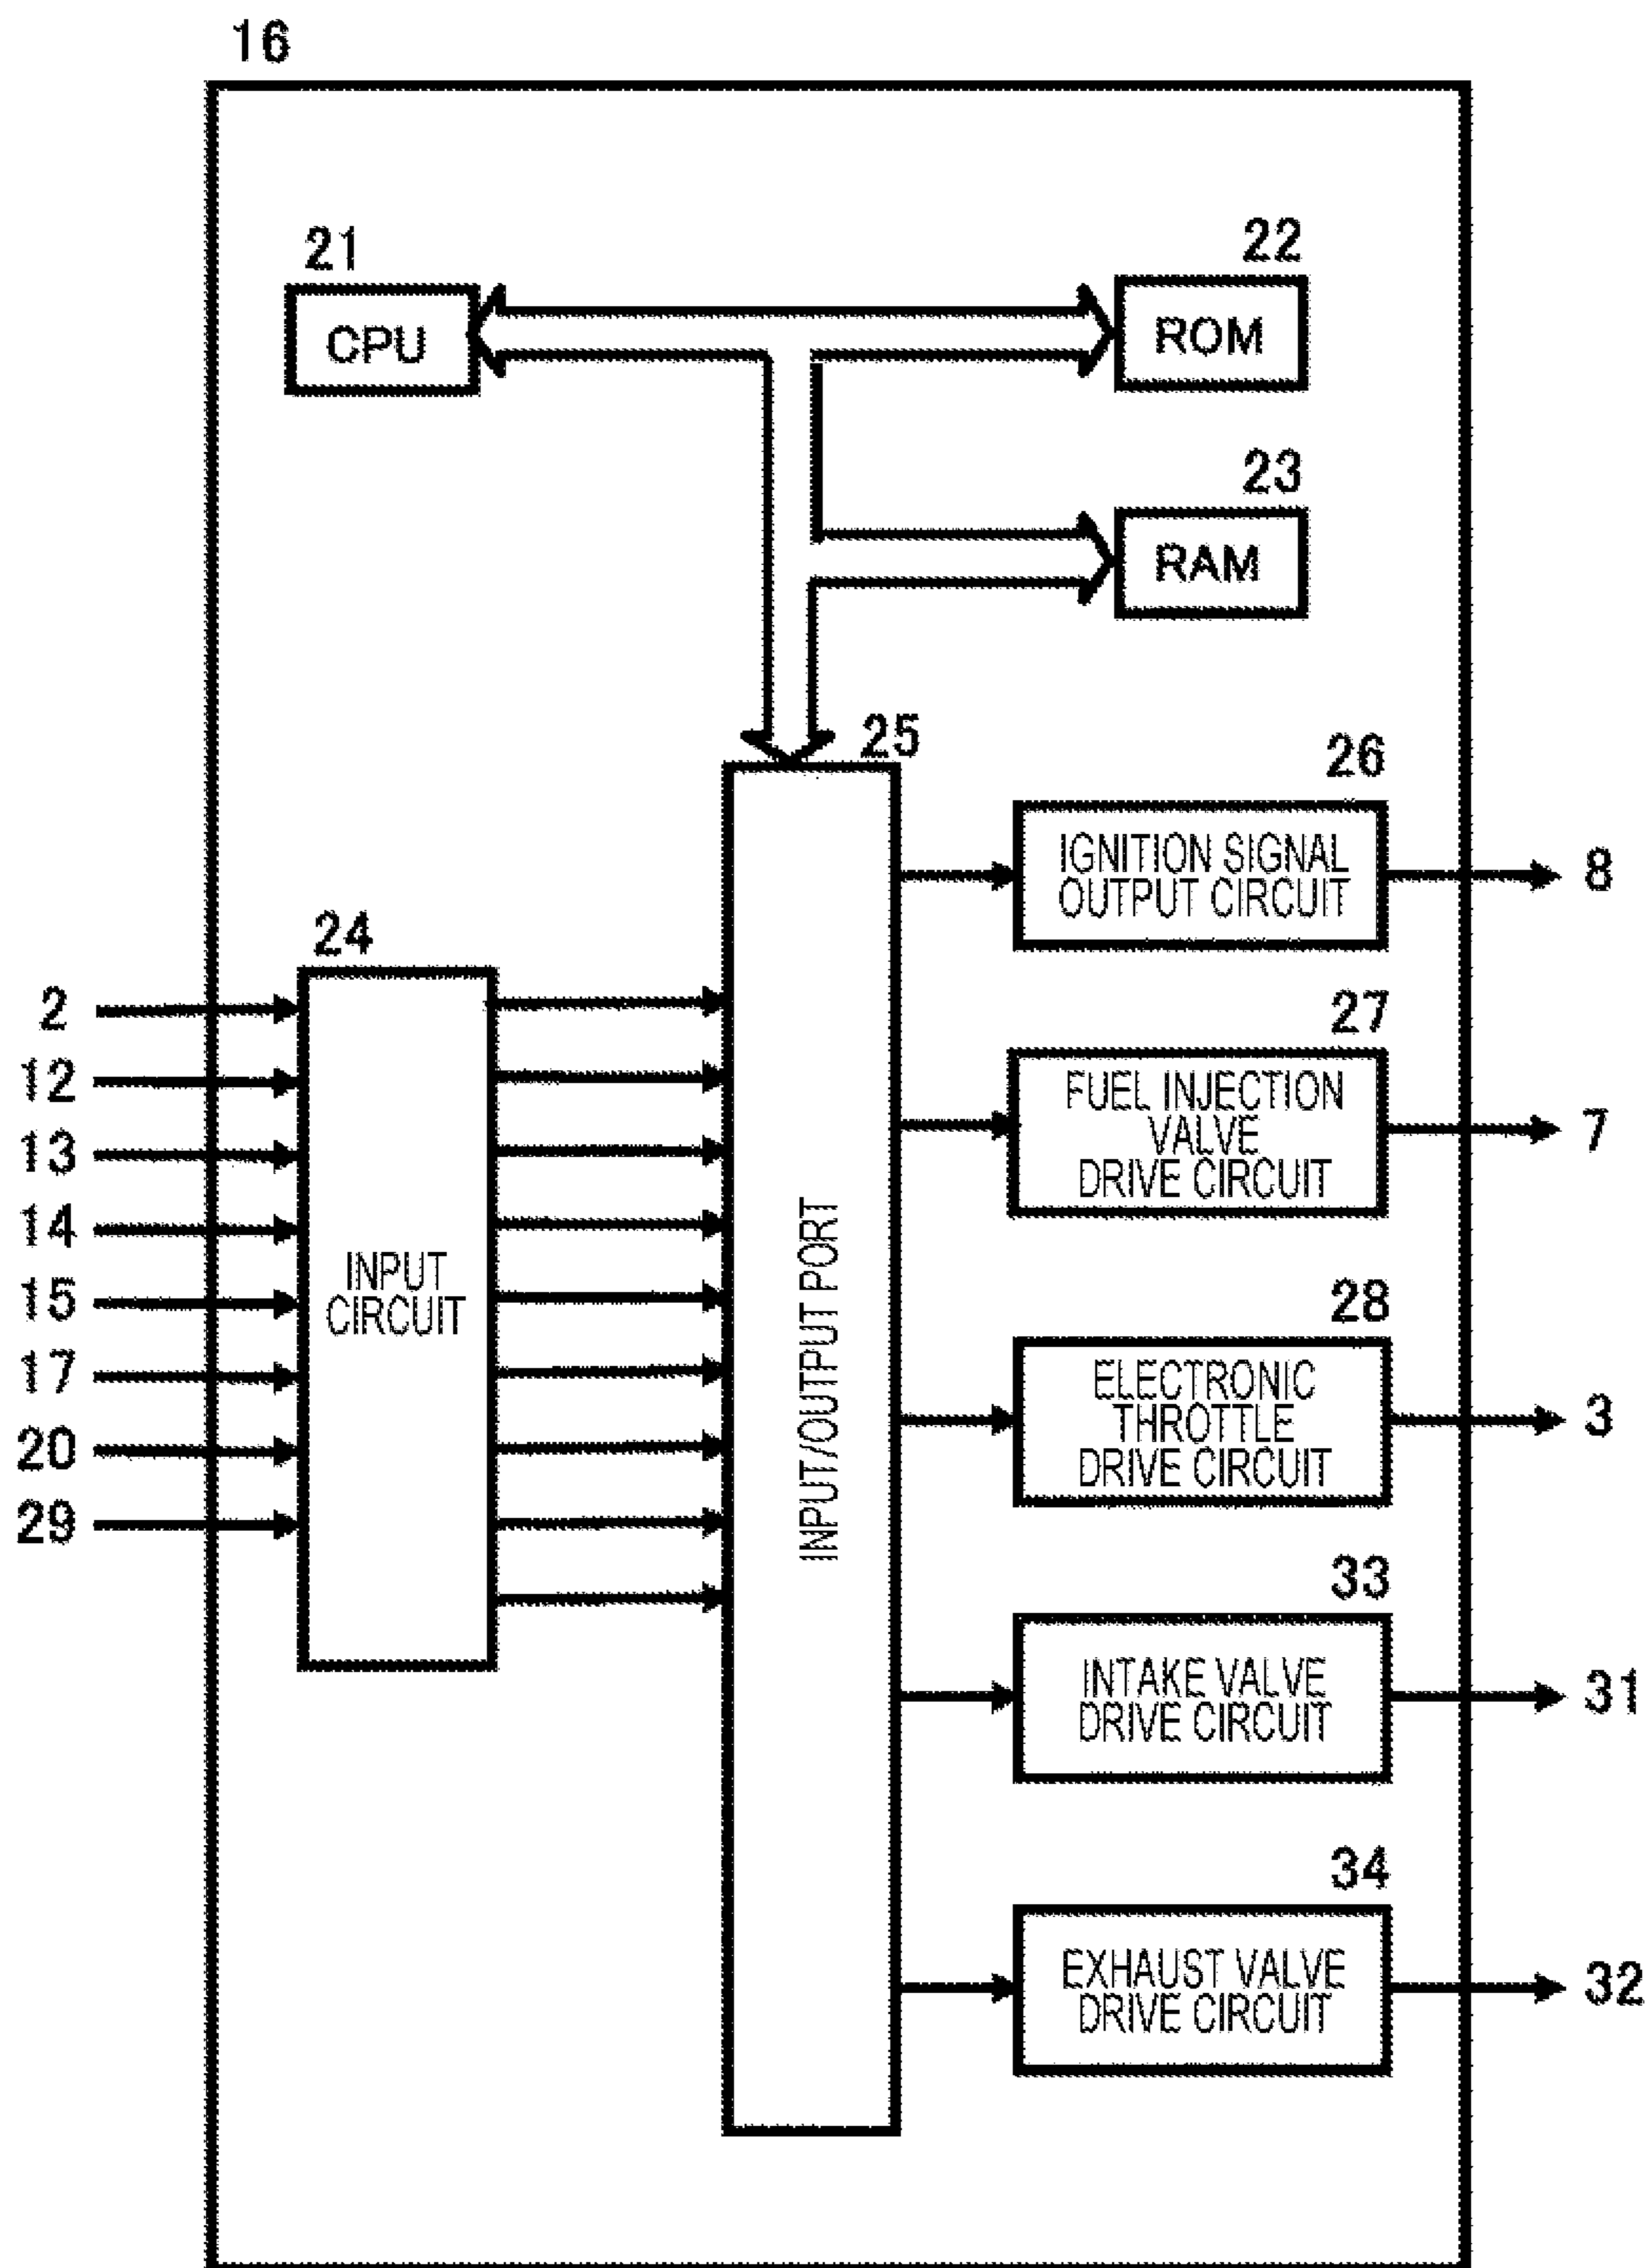 16
21
CPU
22
ROM
23
RAM
25
INPUT/OUTPUT PORT
24
INPUT
CIRCUIT
2
12
13
14
15
17
20
29
26
IGNITION SIGNAL
OUTPUT CIRCUIT
8
27
FUEL INJECTION
VALVE
DRIVE CIRCUIT
7
28
ELECTRONIC
THROTTLE
DRIVE CIRCUIT
3
33
INTAKE VALVE
DRIVE CIRCUIT
31
34
EXHAUST VALVE
DRIVE CIRCUIT
32